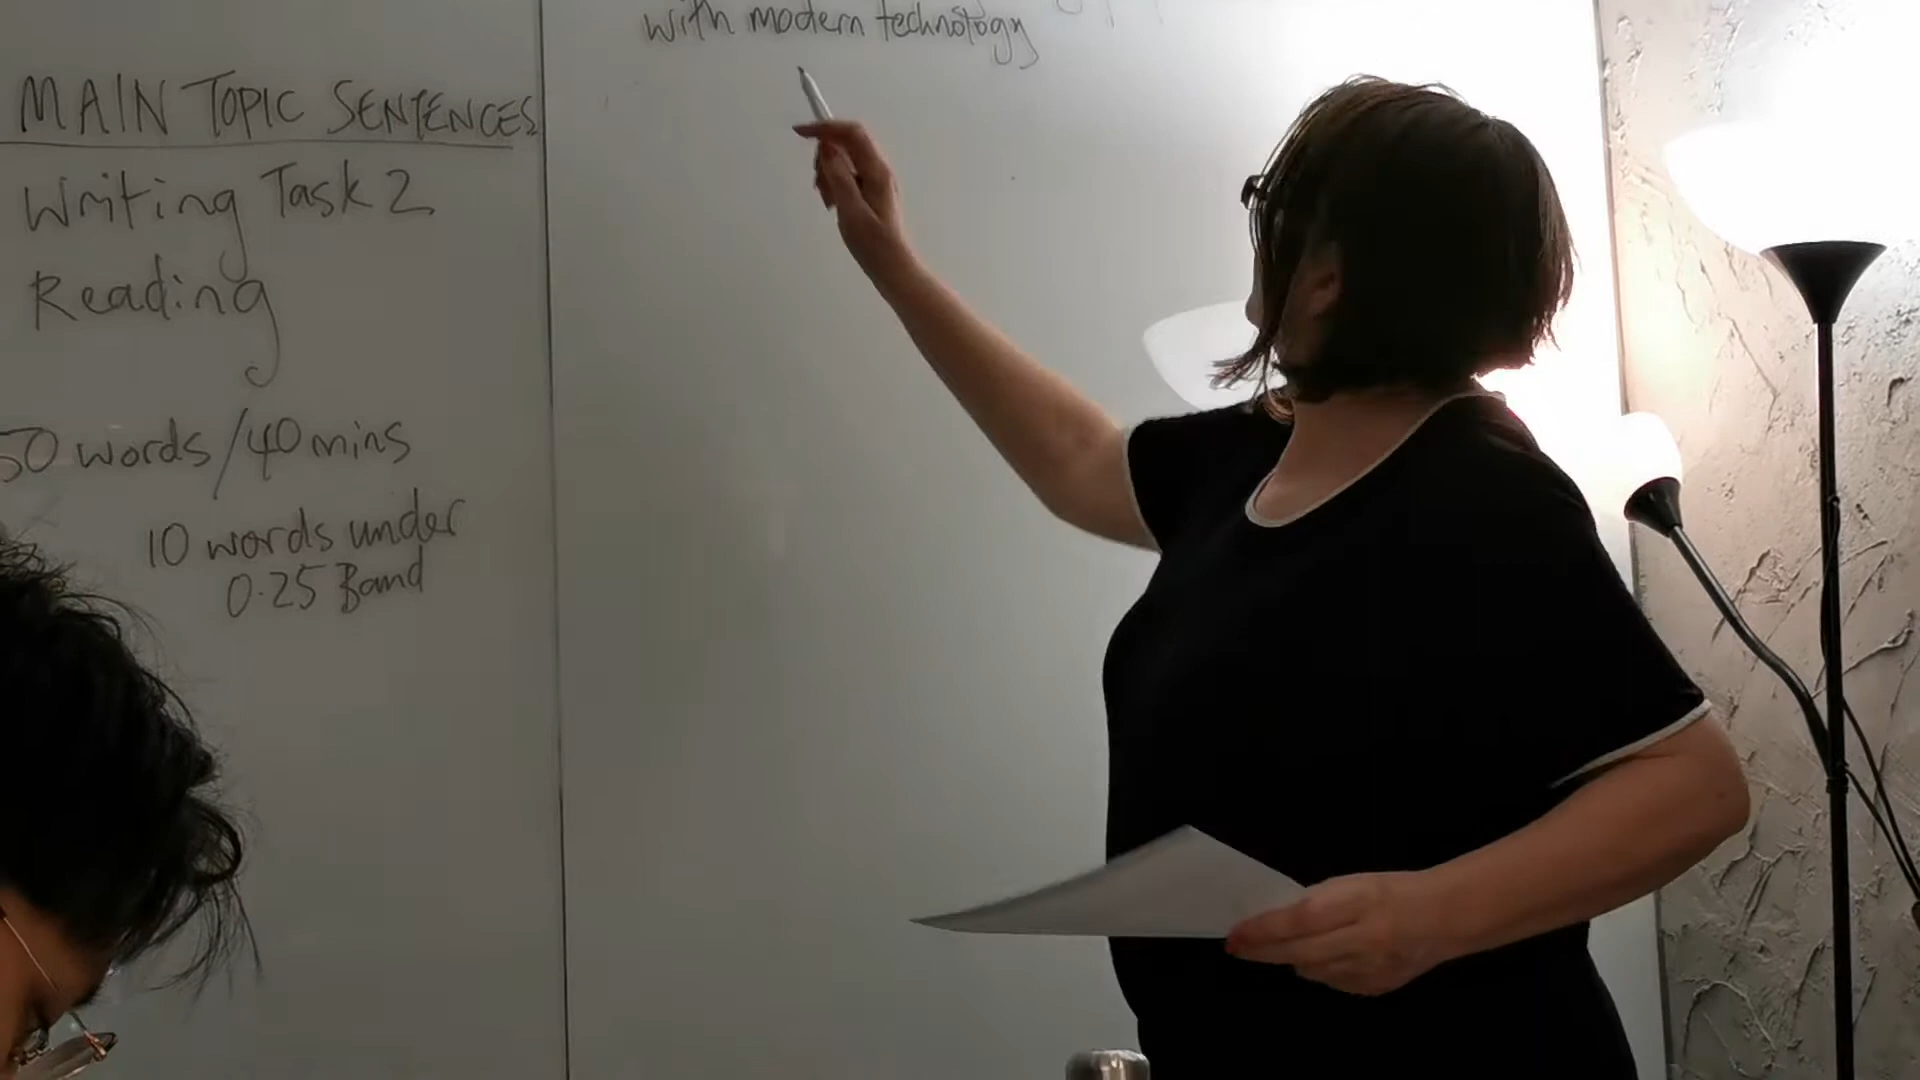 MAIN TOPIC SENTENCES
Writing Task 2
Reading
50 words/40 mins
10 words under
0.25 Band
with modern technology